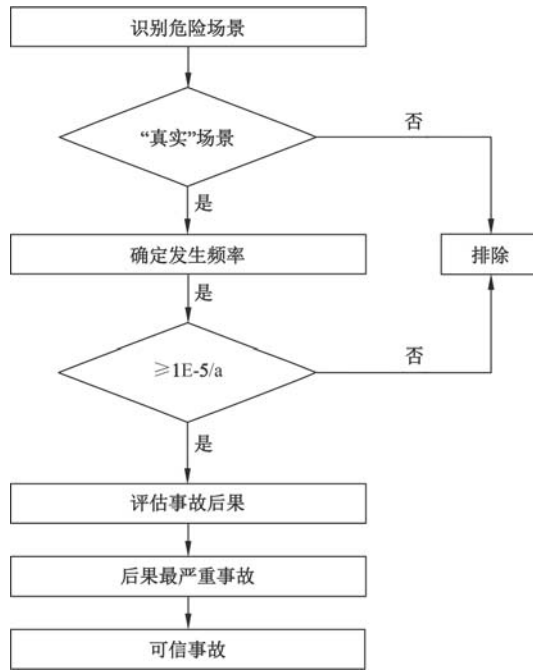 识别危险场景
“真实”场景
否
是
确定发生频率
排除
是
≥1E-5/a
否
是
评估事故后果
后果最严重事故
可信事故